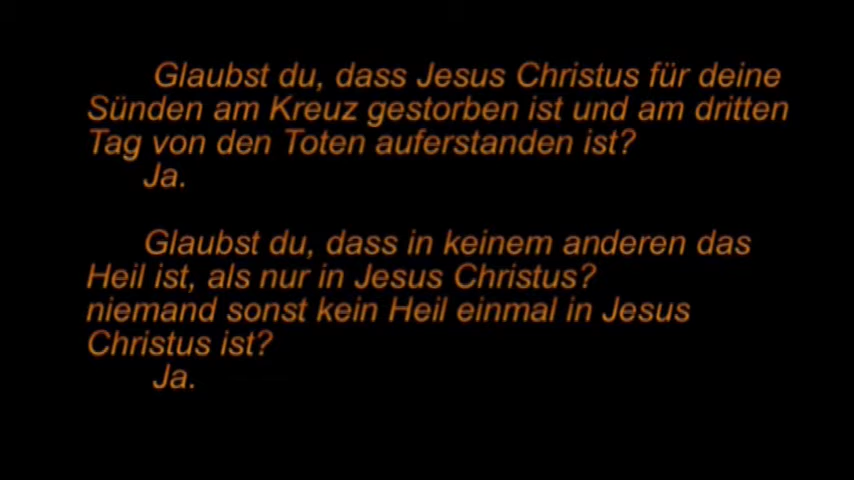 Glaubst du, dass Jesus Christus für deine
Sünden am Kreuz gestorben ist und am dritten
Tag von den Toten auferstanden ist?
Ja.
Glaubst du, dass in keinem anderen das
Heil ist, als nur in Jesus Christus?
niemand sonst kein Heil einmal in Jesus
Christus ist?
Ja.